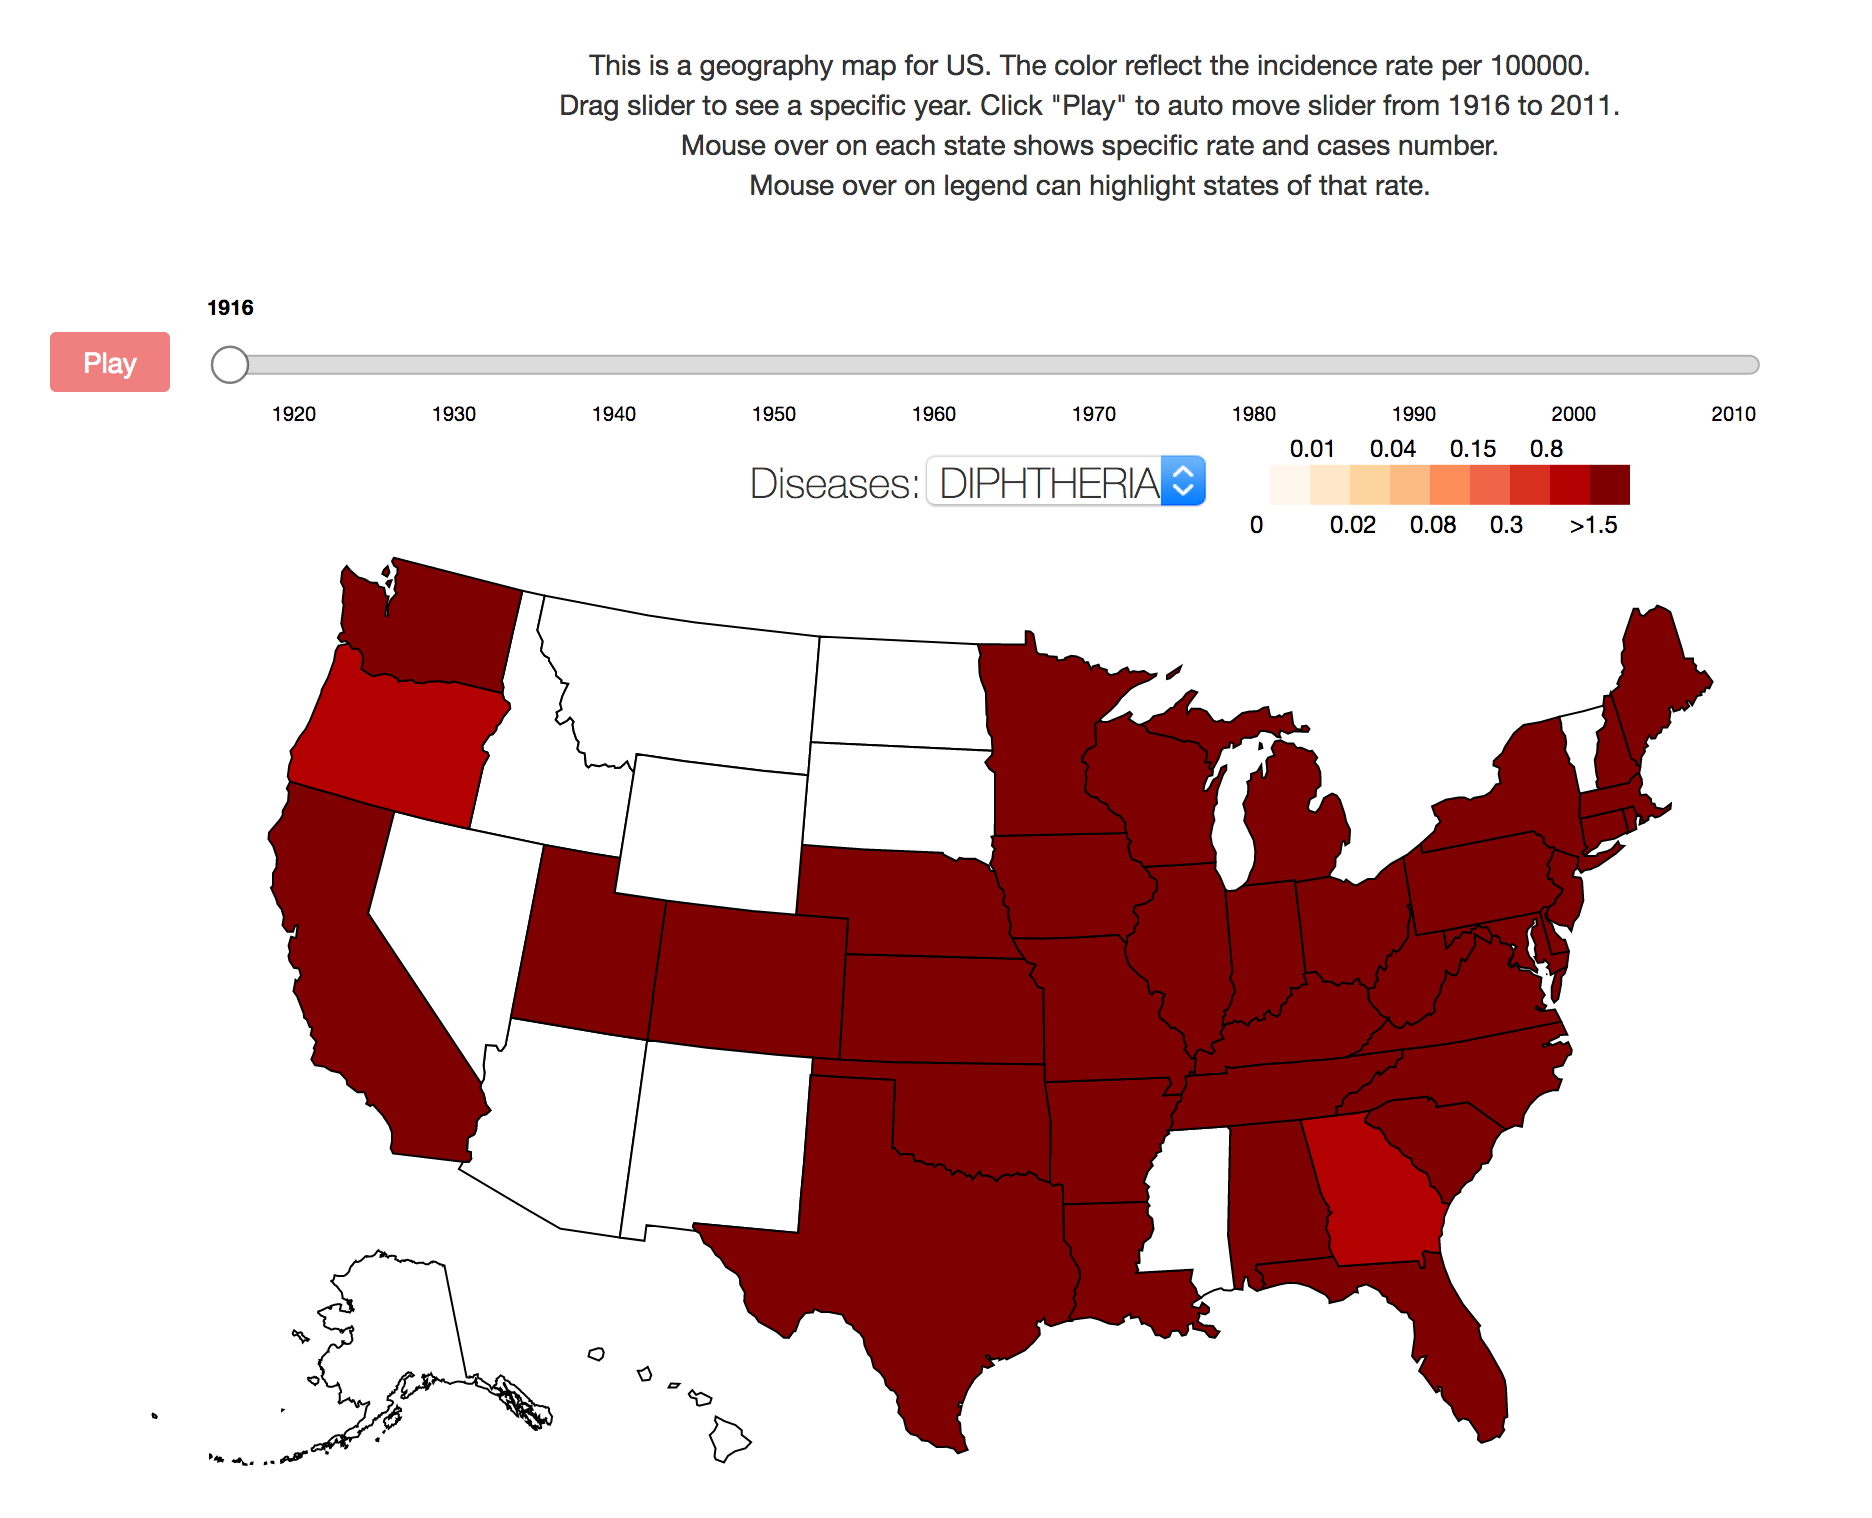 This is a geography map for US. The color reflect the incidence rate per 100000.
Drag slider to see a specific year. Click "Play" to auto move slider from 1916 to 2011.
Mouse over on each state shows specific rate and cases number.
Mouse over on legend can highlight states of that rate.
1916
Play
1920 1930 1940 1950 1960 1970 1980 1990 2000 2010
0.01 0.04 0.15 0.8
Diseases: DIPHTHERIA
0 0.02 0.08 0.3 >1.5